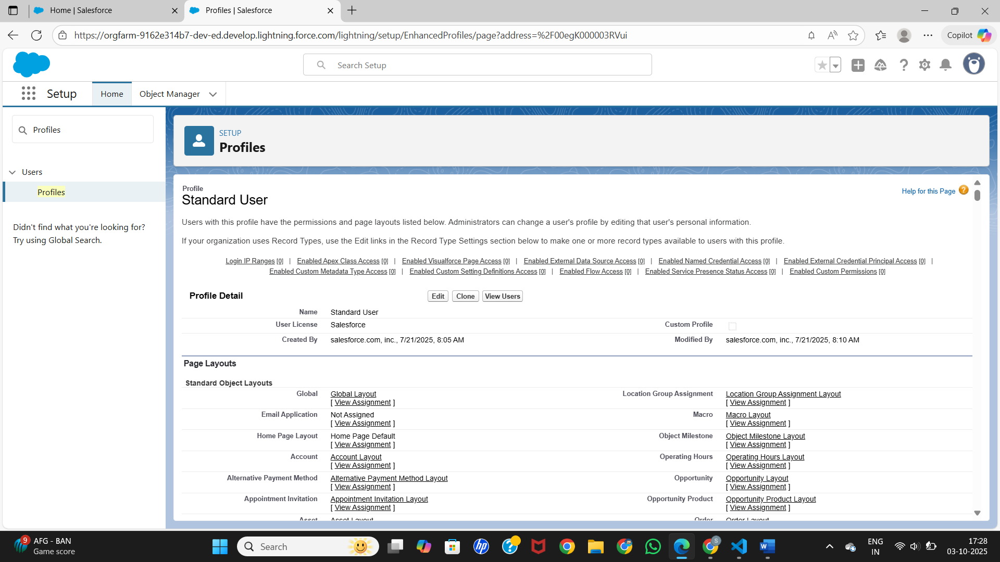 Home | Salesforce
Profiles | Salesforce
https://orgfarm-9162e314b7-dev-ed.develop.lightning.force.com/lightning/setup/EnhancedProfiles/page?address=%2F00egK000003RVui
Copilot
Search Setup
Setup
Home
Object Manager
Profiles
Users
Profiles
Didn't find what you're looking for?
Try using Global Search.
SETUP
Profiles
Profile
Standard User
Help for this Page
Users with this profile have the permissions and page layouts listed below. Administrators can change a user's profile by editing that user's personal information.
If your organization uses Record Types, use the Edit links in the Record Type Settings section below to make one or more record types available to users with this profile.
Login IP Ranges [0] | Enabled Apex Class Access [0] | Enabled Visualforce Page Access [0] | Enabled External Data Source Access [0] | Enabled Named Credential Access [0] | Enabled External Credential Principal Access [0] |
Enabled Custom Metadata Type Access [0] | Enabled Custom Setting Definitions Access [0] | Enabled Flow Access [0] | Enabled Service Presence Status Access [0] | Enabled Custom Permissions [0]
Profile Detail
Edit Clone View Users
Name Standard User
User License Salesforce Custom Profile
Created By salesforce.com, inc., 7/21/2025, 8:05 AM Modified By salesforce.com, inc., 7/21/2025, 8:10 AM
Page Layouts
Standard Object Layouts
Global Global Layout Location Group Assignment Location Group Assignment Layout
[ View Assignment ] [ View Assignment ]
Email Application Not Assigned Macro Macro Layout
[ View Assignment ] [ View Assignment ]
Home Page Layout Home Page Default Object Milestone Object Milestone Layout
[ View Assignment ] [ View Assignment ]
Account Account Layout Operating Hours Operating Hours Layout
[ View Assignment ] [ View Assignment ]
Alternative Payment Method Alternative Payment Method Layout Opportunity Opportunity Layout
[ View Assignment ] [ View Assignment ]
Appointment Invitation Appointment Invitation Layout Opportunity Product Opportunity Product Layout
[ View Assignment ] [ View Assignment ]
Asset Asset Layout Order Order Layout
9
AFG - BAN
Game score
Search
ENG
IN
17:28
03-10-2025